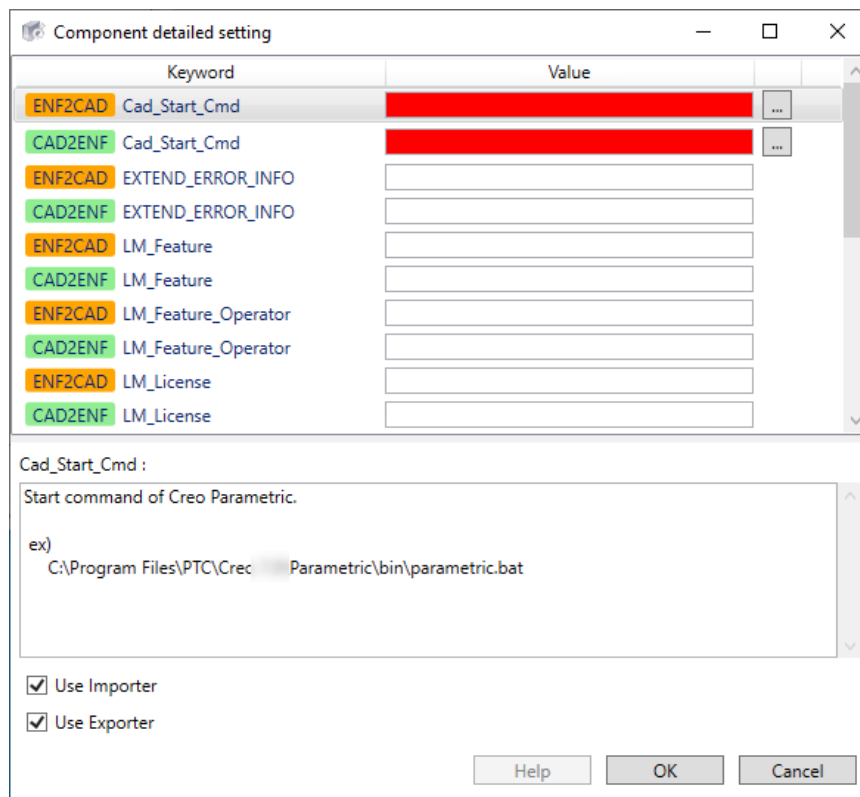 Component detailed setting
Keyword Value
ENF2CAD Cad_Start_Cmd ...
CAD2ENF Cad_Start_Cmd ...
ENF2CAD EXTEND_ERROR_INFO
CAD2ENF EXTEND_ERROR_INFO
ENF2CAD LM_Feature
CAD2ENF LM_Feature
ENF2CAD LM_Feature_Operator
CAD2ENF LM_Feature_Operator
ENF2CAD LM_License
CAD2ENF LM_License
Cad_Start_Cmd :
Start command of Creo Parametric.
ex)
C:\Program Files\PTC\Creo Parametric\bin\parametric.bat
Use Importer
Use Exporter
Help OK Cancel